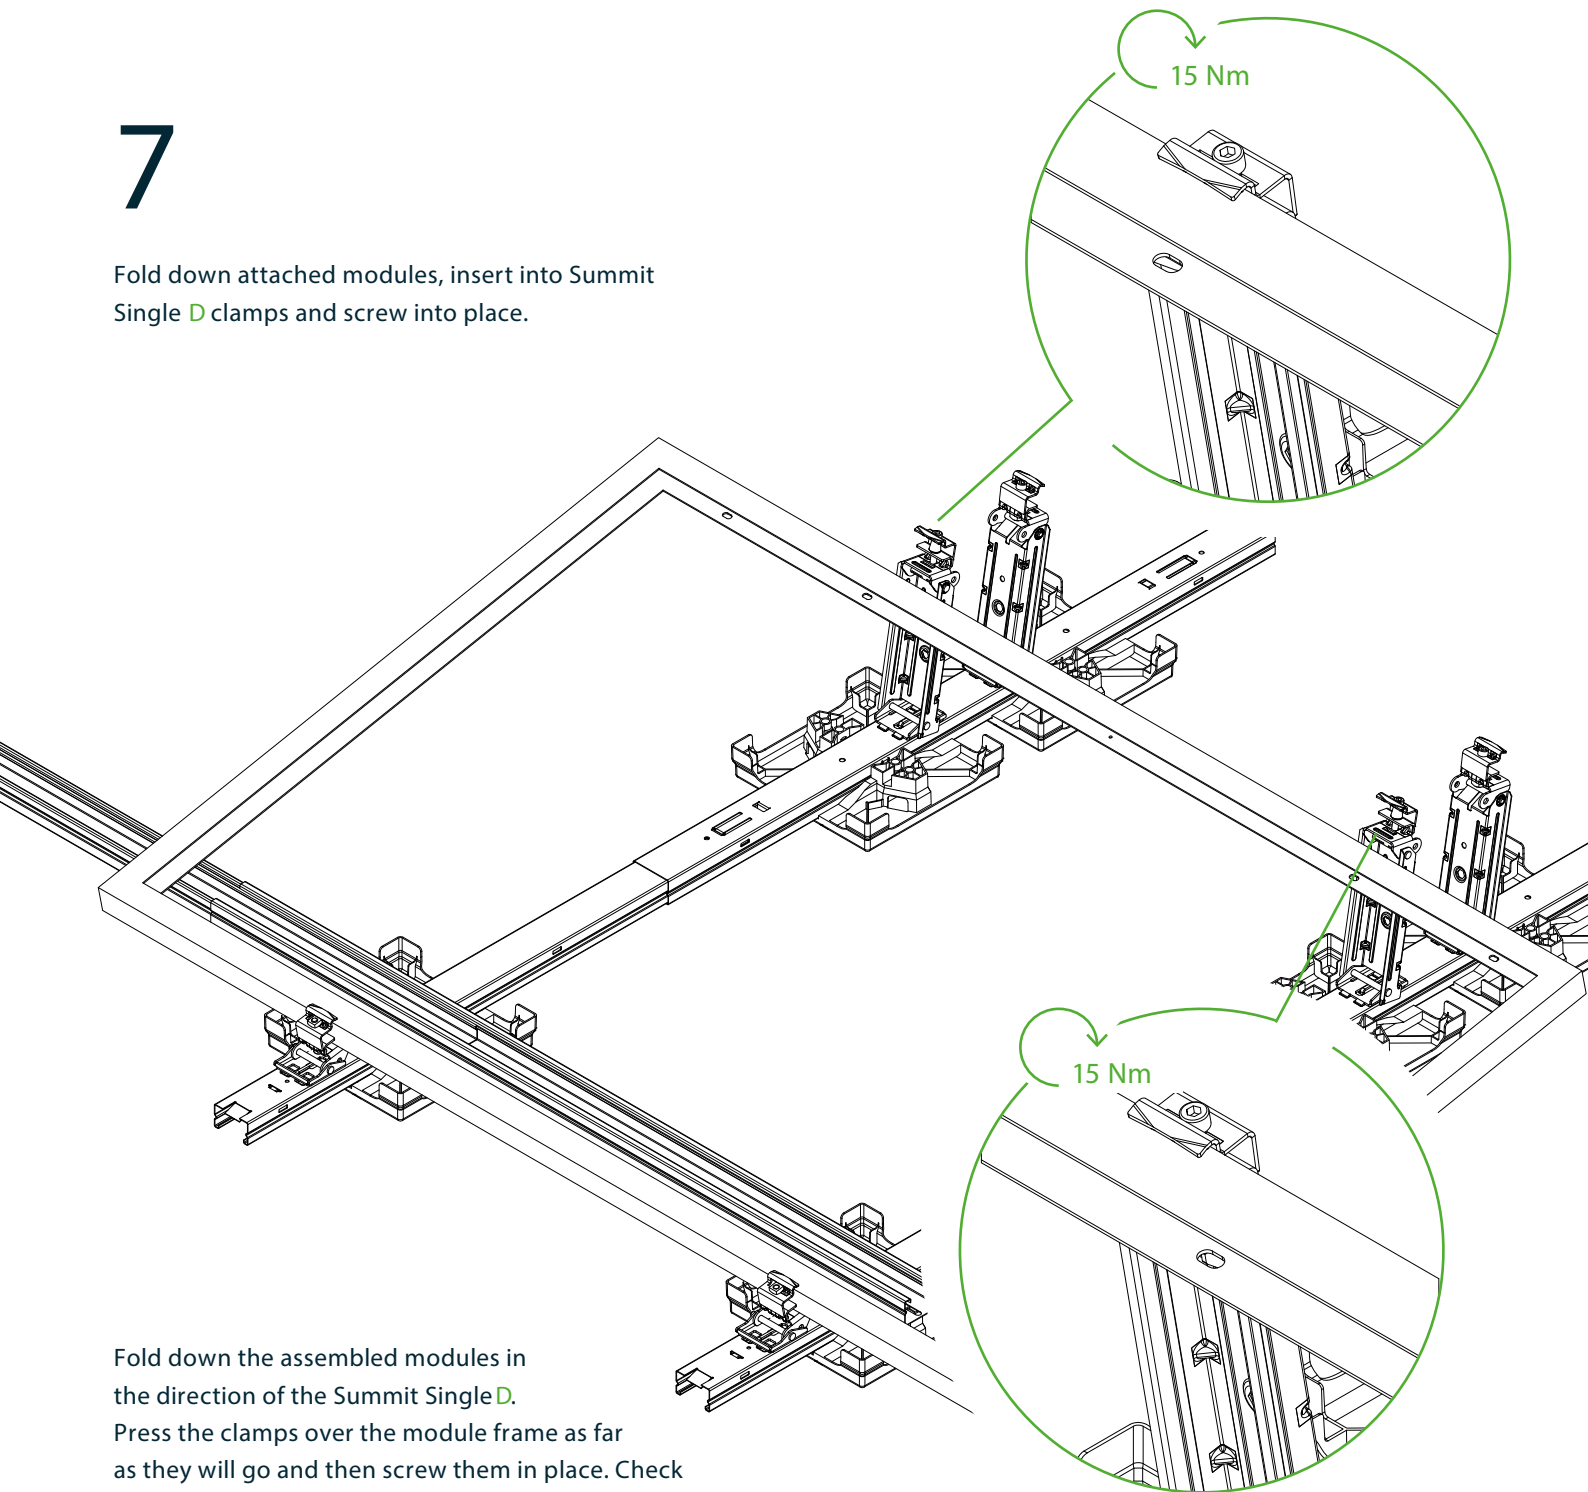 15 Nm
7
Fold down attached modules, insert into Summit
Single D clamps and screw into place.
15 Nm
Fold down the assembled modules in
the direction of the Summit Single D.
Press the clamps over the module frame as far
as they will go and then screw them in place. Check